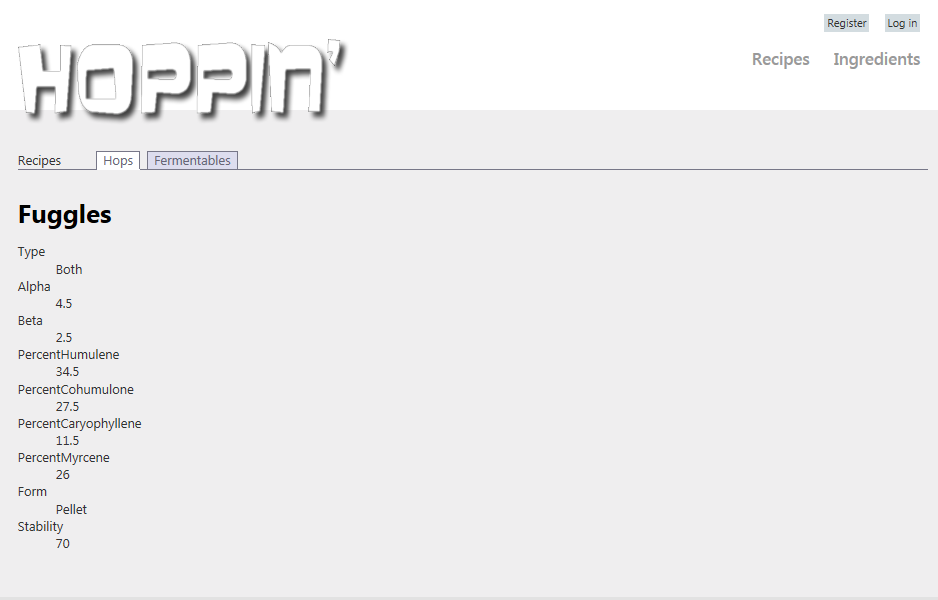 Register Log in
HOPPIN'
Recipes Ingredients
Recipes Hops Fermentables
Fuggles
Type
Both
Alpha
4.5
Beta
2.5
PercentHumulene
34.5
PercentCohumulone
27.5
PercentCaryophyllene
11.5
PercentMyrcene
26
Form
Pellet
Stability
70